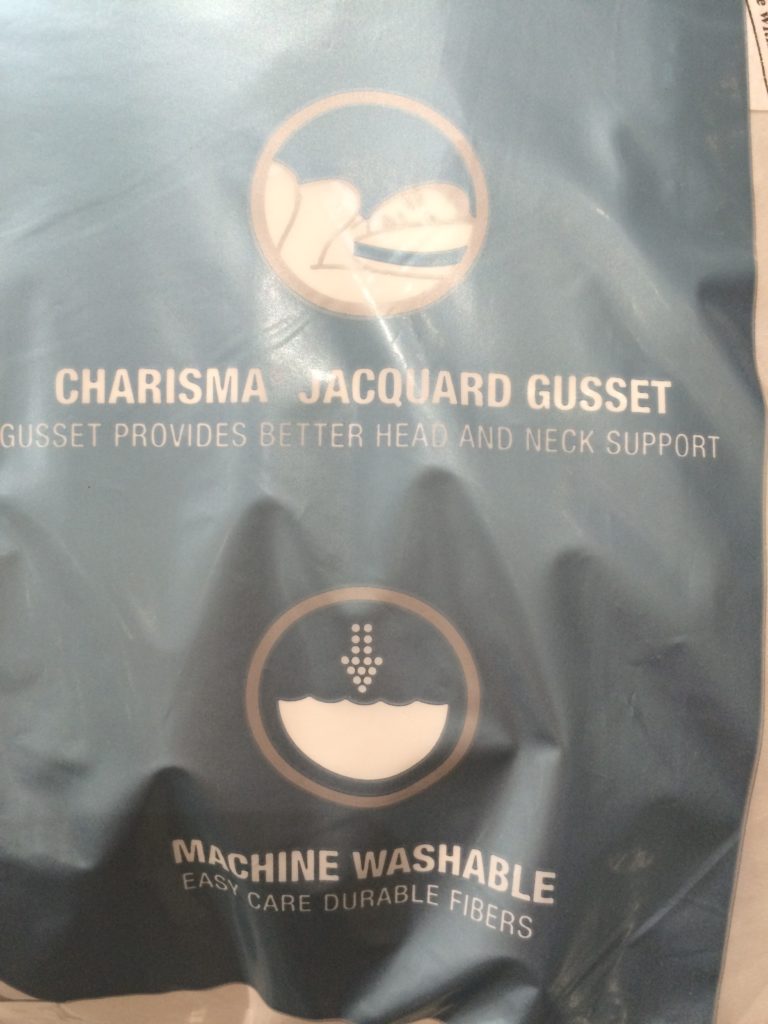 CHARISMA JACQUARD GUSSET
GUSSET PROVIDES BETTER HEAD AND NECK SUPPORT
MACHINE WASHABLE
EASY CARE DURABLE FIBERS